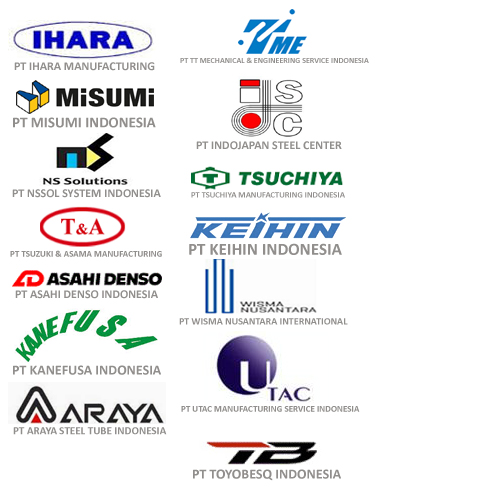 IHARA
PT IHARA MANUFACTURING
MiSUMi
PT MISUMI INDONESIA
NS Solutions
PT NSSOL SYSTEM INDONESIA
T&A
PT TSUZUKI & ASAMA MANUFACTURING
AD ASAHI DENSO
PT ASAHI DENSO INDONESIA
KANEFUSA
PT KANEFUSA INDONESIA
ARAYA
PT ARAYA STEEL TUBE INDONESIA
ME
PT TT MECHANICAL & ENGINEERING SERVICE INDONESIA
S
C
PT INDOJAPAN STEEL CENTER
TSUCHIYA
PT TSUCHIYA MANUFACTURING INDONESIA
KEIHIN
PT KEIHIN INDONESIA
WISMA
NUSANTARA
PT WISMA NUSANTARA INTERNATIONAL
UTAC
PT UTAC MANUFACTURING SERVICE INDONESIA
TB
PT TOYOBESQ INDONESIA